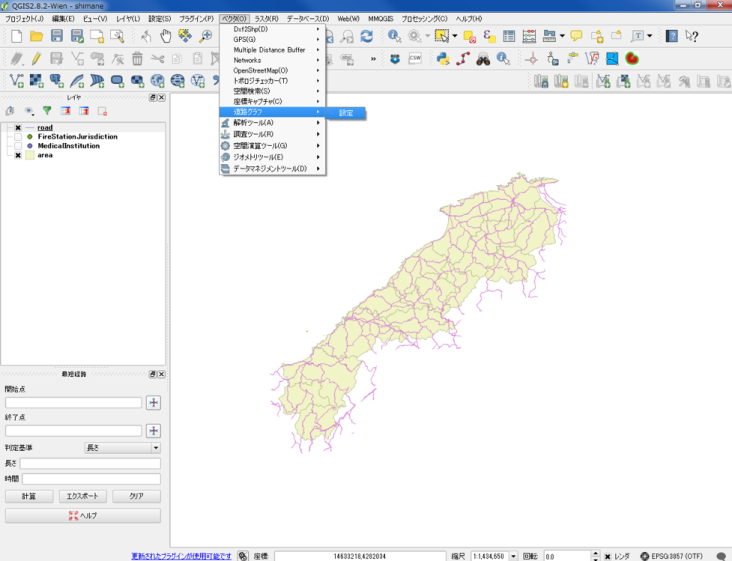 QGIS2.8.2-Wien - shimane
プロジェクト(J) 編集(E) ビュー(V) レイヤ(L) 設定(S) プラグイン(P) ベクタ(O) ラスタ(R) データベース(D) Web(W) MMQGIS プロセッシング(C) ヘルプ(H)
Dxf2Shp(D)
GPS(G)
Multiple Distance Buffer
Networks
OpenStreetMap(O)
トポロジチェッカー(T)
空間検索(S)
座標キャプチャ(C)
道路グラフ
設定
解析ツール(A)
調査ツール(R)
空間演算ツール(G)
ジオメトリツール(E)
データマネジメントツール(D)
CSW
レイヤ
road
FireStationJurisdiction
MedicalInstitution
area
最短経路
開始点
終了点
判定基準 長さ
長さ
時間
計算 エクスポート クリア
ヘルプ
更新されたプラグインが使用可能です 座標: 14633218,4282034 縮尺 1:1,434,650 回転: 0.0 レンダ EPSG:3857 (OTF)